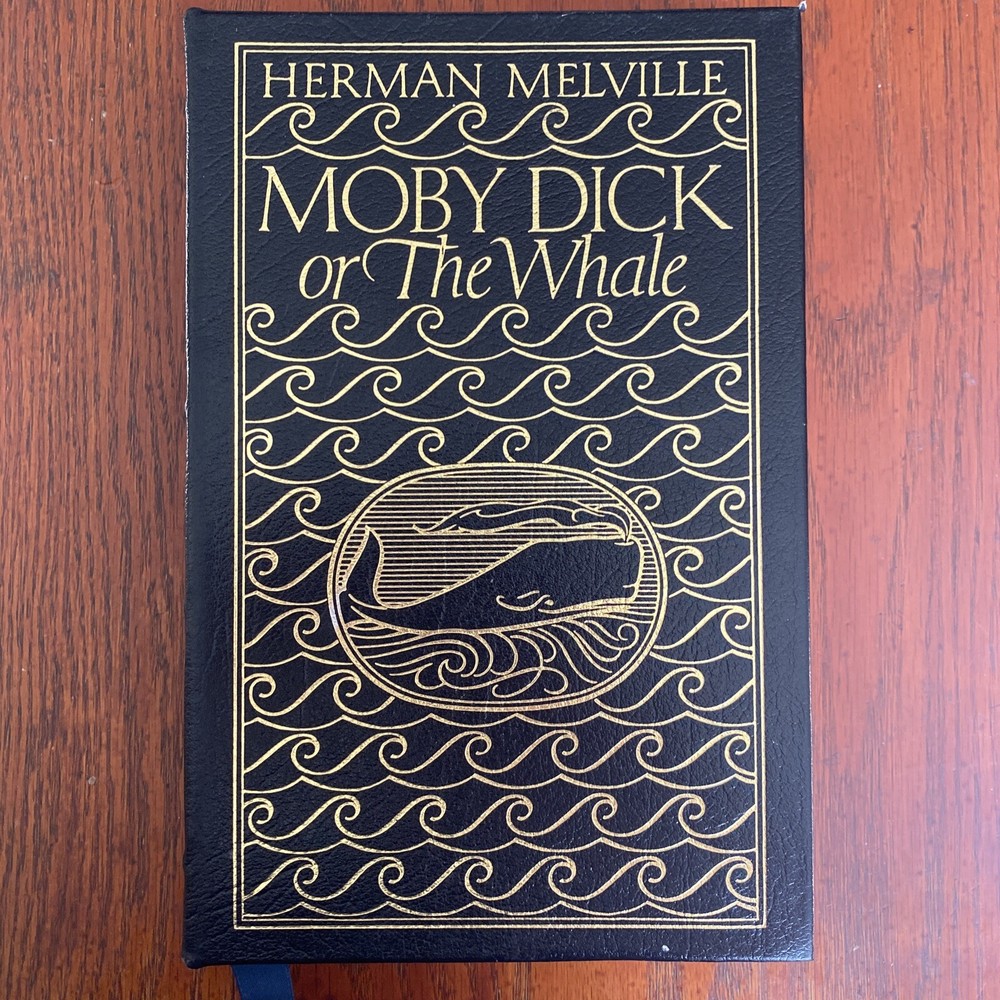 HERMAN MELVILLE
MOBY DICK
or The Whale